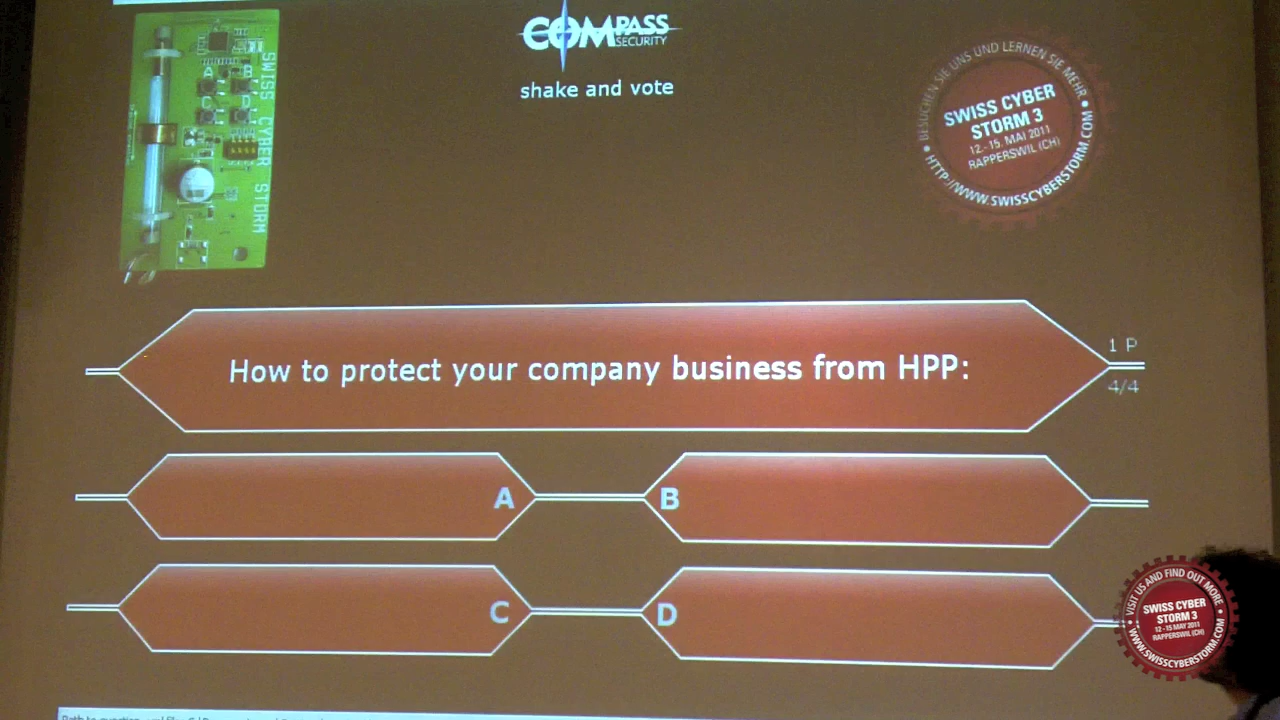 COMPASS
SECURITY
shake and vote
A B
C D
SWISS CYBER STORM
BESUCHEN SIE UNS UND LERNEN SIE MEHR
SWISS CYBER
STORM 3
12.-15. MAI 2011
RAPPERSWIL (CH)
HTTP://WWW.SWISSCYBERSTORM.COM
How to protect your company business from HPP:
1 P
4/4
A
B
C
D
VISIT US AND FIND OUT MORE
SWISS CYBER
STORM 3
12.-15 MAY 2011
RAPPERSWIL (CH)
WWW.SWISSCYBERSTORM.COM
Path to question